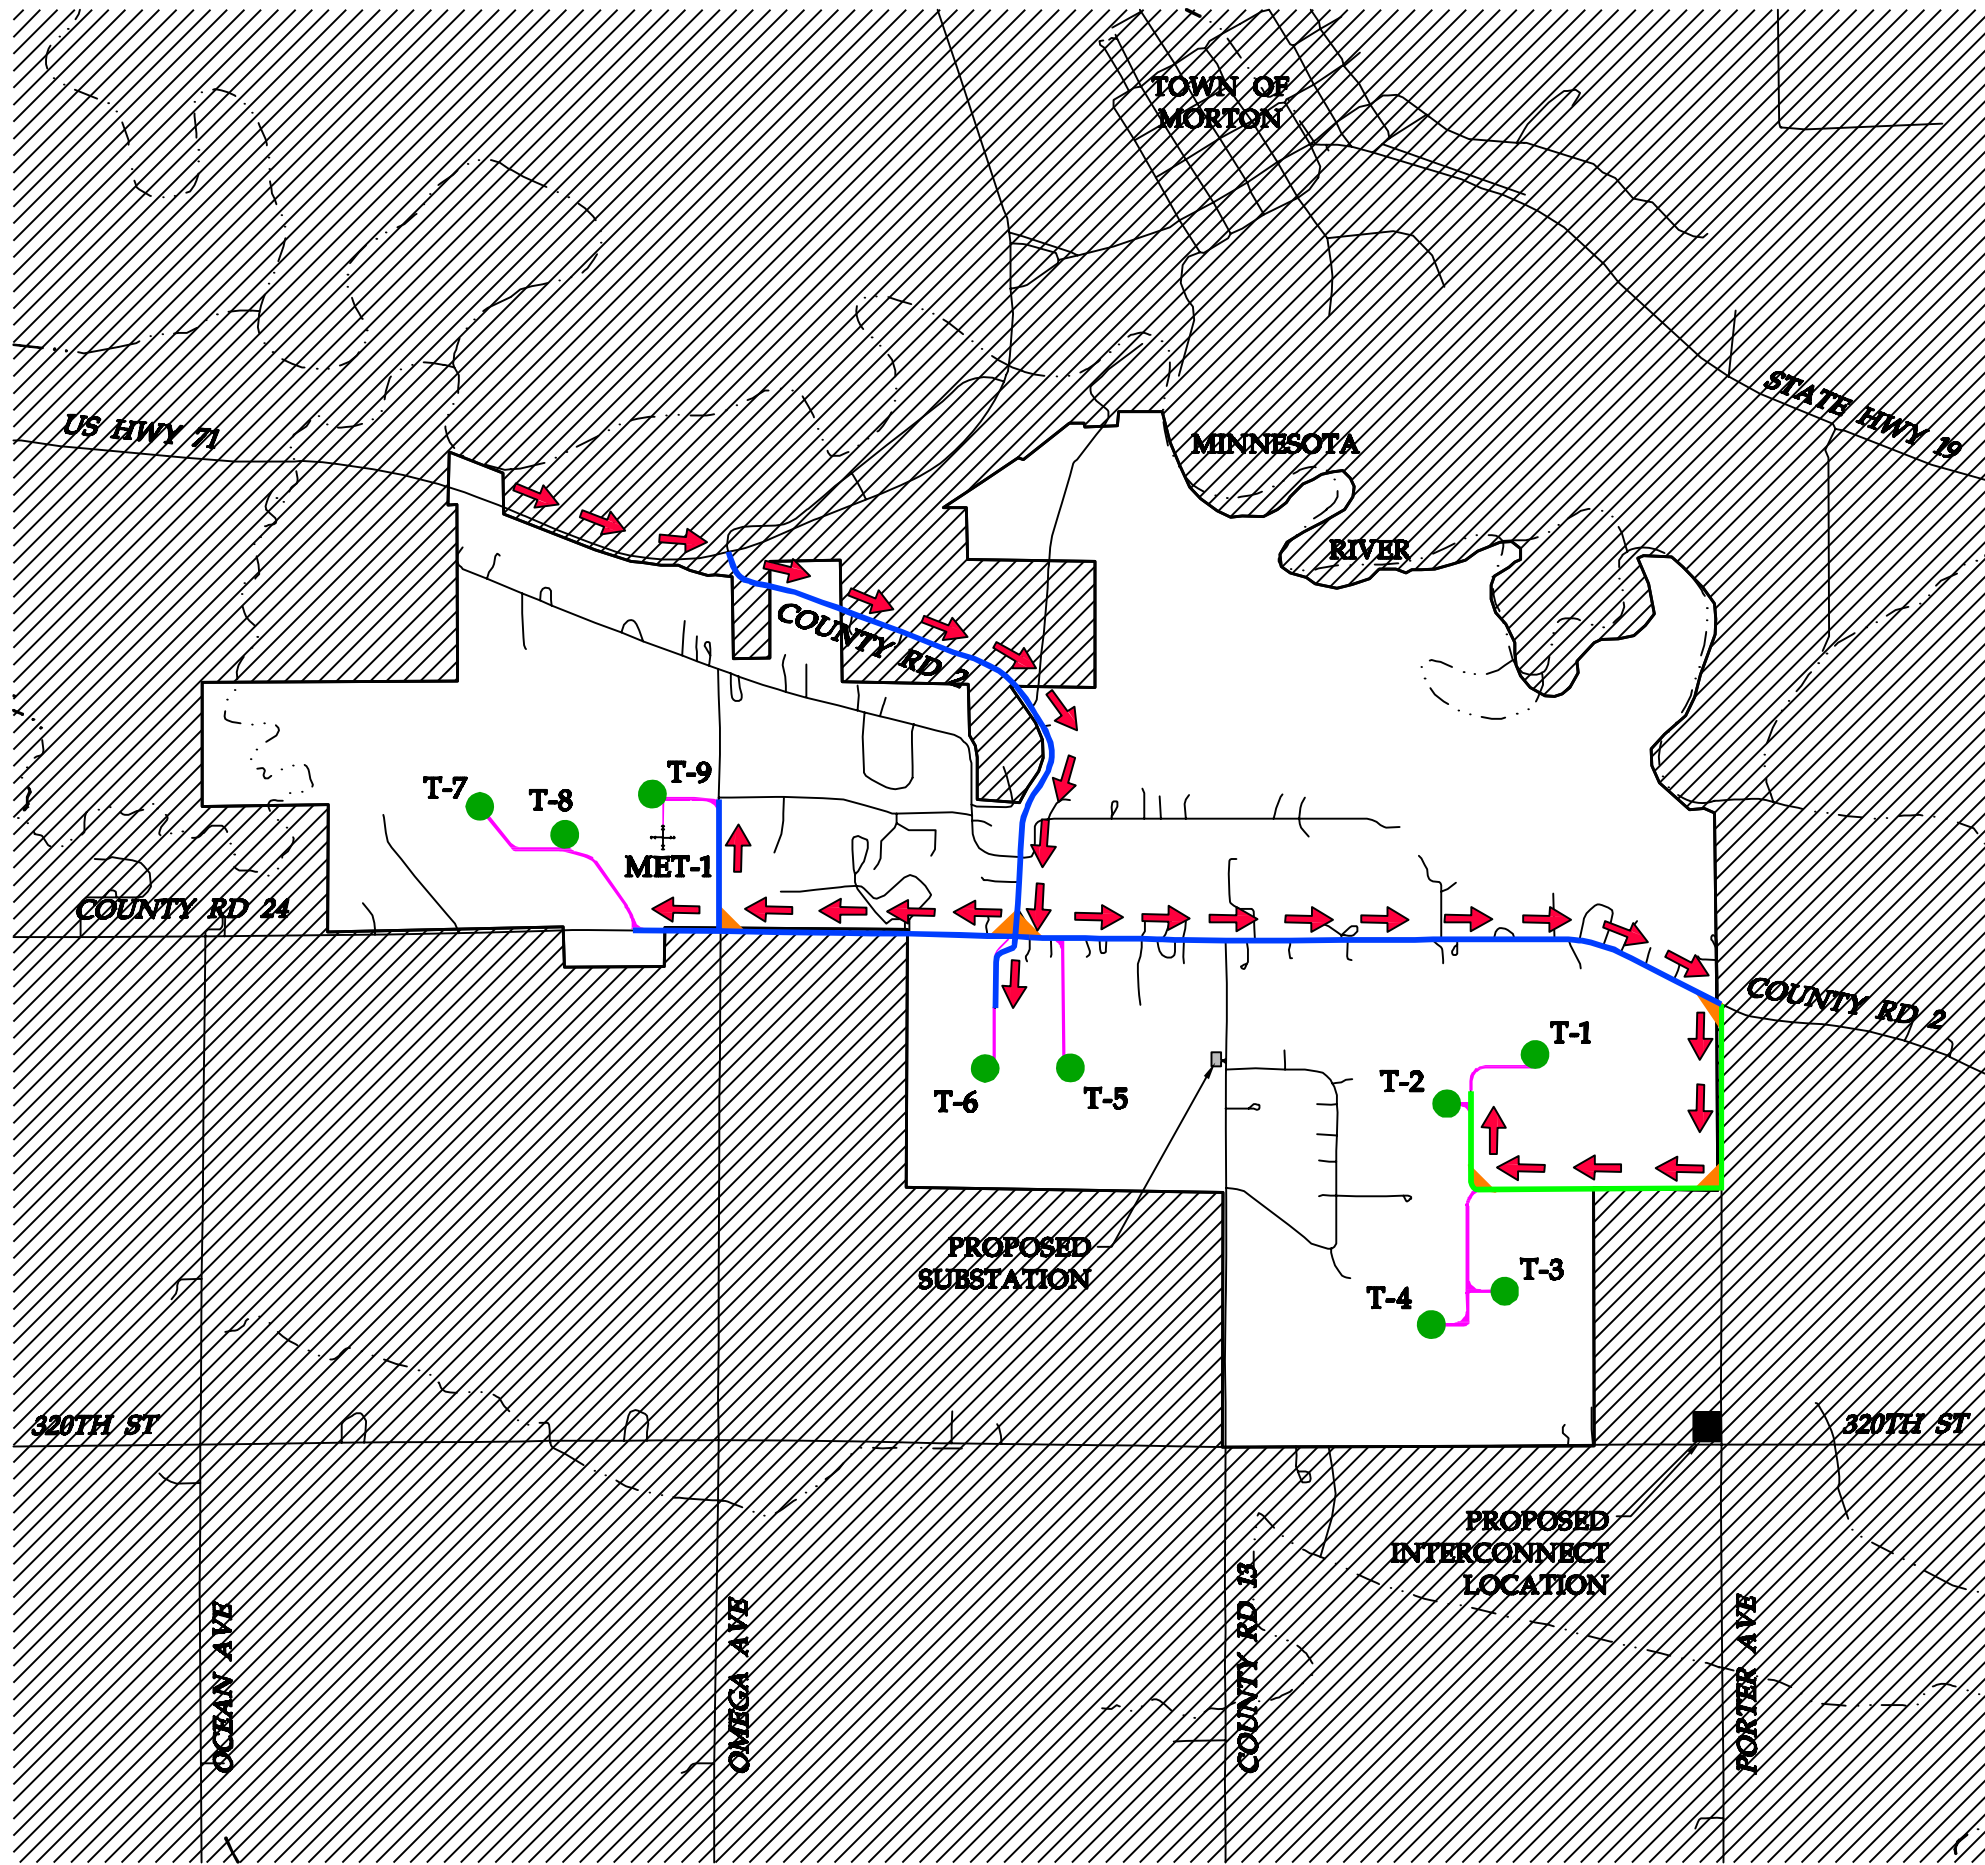 TOWN OF
MORTON
STATE HWY 19
US HWY 71
MINNESOTA
RIVER
COUNTY RD 2
T-7
T-8
T-9
MET-1
COUNTY RD 24
COUNTY RD 2
T-1
T-2
T-6
T-5
PROPOSED
SUBSTATION
T-3
T-4
320TH ST
320TH ST
PROPOSED
INTERCONNECT
LOCATION
OCEAN AVE
OMEGA AVE
COUNTY RD 13
PORTER AVE